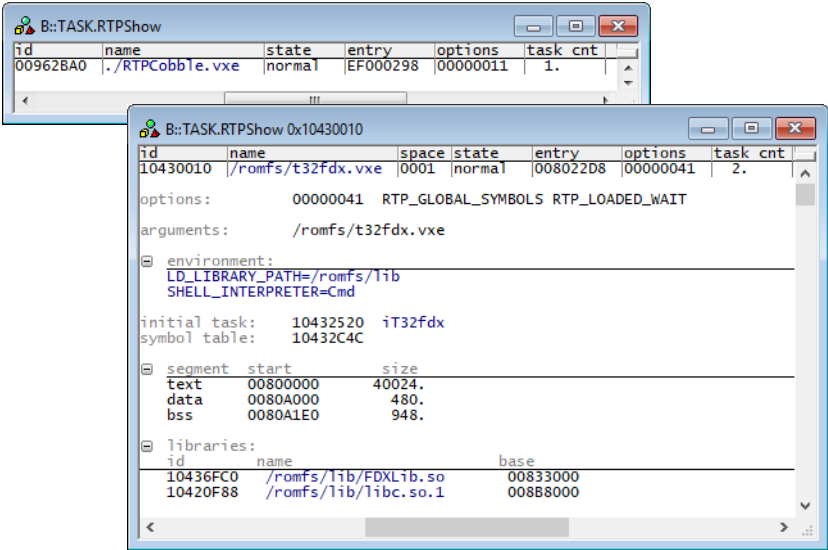 B::TASK.RTPShow
id name state entry options task cnt
00962BA0 ./RTPCobble.vxe normal EF000298 00000011 1.
B::TASK.RTPShow 0x10430010
id name space state entry options task cnt
10430010 /romfs/t32fdx.vxe 0001 normal 008022D8 00000041 2.
options: 00000041 RTP_GLOBAL_SYMBOLS RTP_LOADED_WAIT
arguments: /romfs/t32fdx.vxe
environment:
LD_LIBRARY_PATH=/romfs/lib
SHELL_INTERPRETER=Cmd
initial task: 10432520 iT32fdx
symbol table: 10432C4C
segment start size
text 00800000 40024.
data 0080A000 480.
bss 0080A1E0 948.
libraries:
id name base
10436FC0 /romfs/lib/FDXLib.so 00833000
10420F88 /romfs/lib/libc.so.1 008B8000